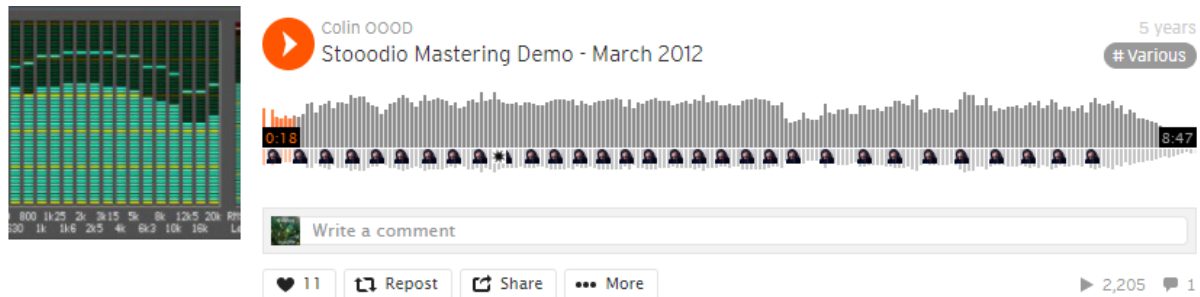 Colin OOOD
5 years
Stooodio Mastering Demo - March 2012
# Various
0:18
8:47
800 1k25 2k 3k15 5k 8k 12k5 20k
630 1k 1k6 2k5 4k 6k3 10k 16k
Write a comment
11
Repost
Share
More
2,205
1